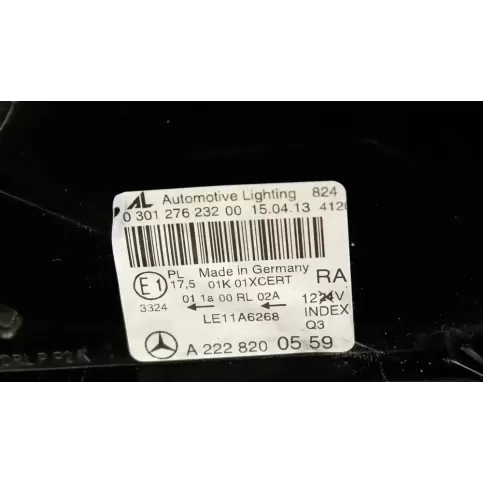 AL Automotive Lighting 824
0 301 276 232 00 15.04.13 412
E1 PL 17,5 Made in Germany 01K 01XCERT RA
3324 01 1a 00 RL 02A 1224V
LE11A6268 INDEX Q3
A 222 820 05 59